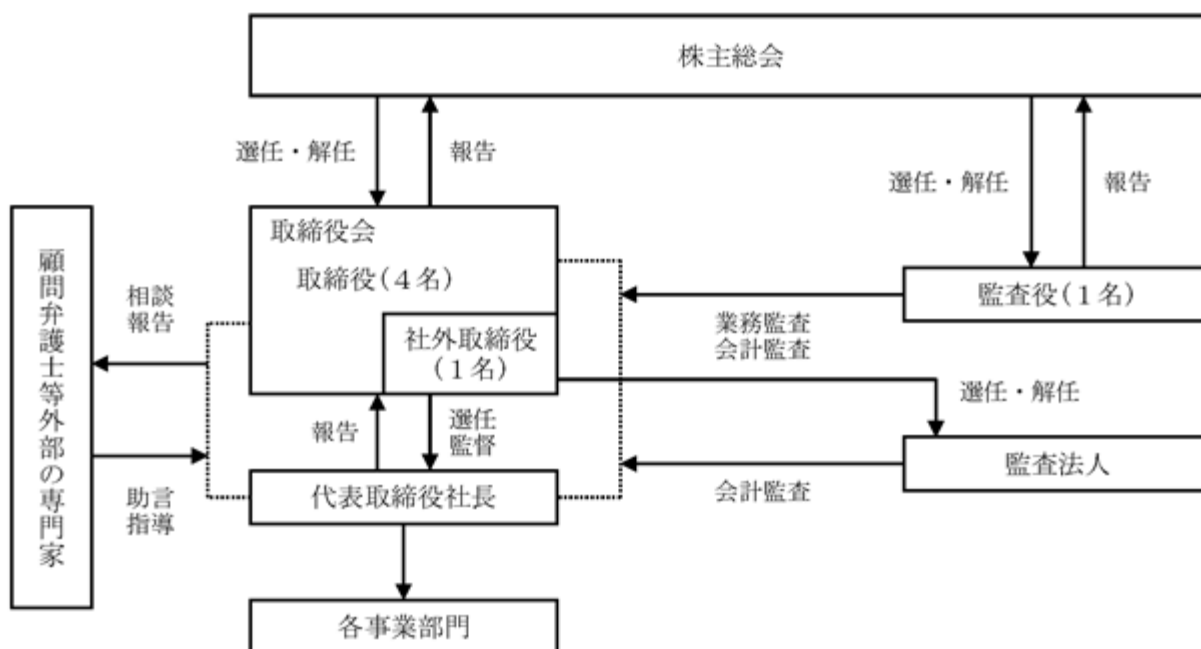 株主総会
選任・解任
報告
選任・解任
報告
取締役会
取締役(4名)
社外取締役
(1名)
監査役(1名)
顧問弁護士等外部の専門家
相談
報告
助言
指導
業務監査
会計監査
選任・解任
報告
選任
監督
監査法人
会計監査
代表取締役社長
各事業部門